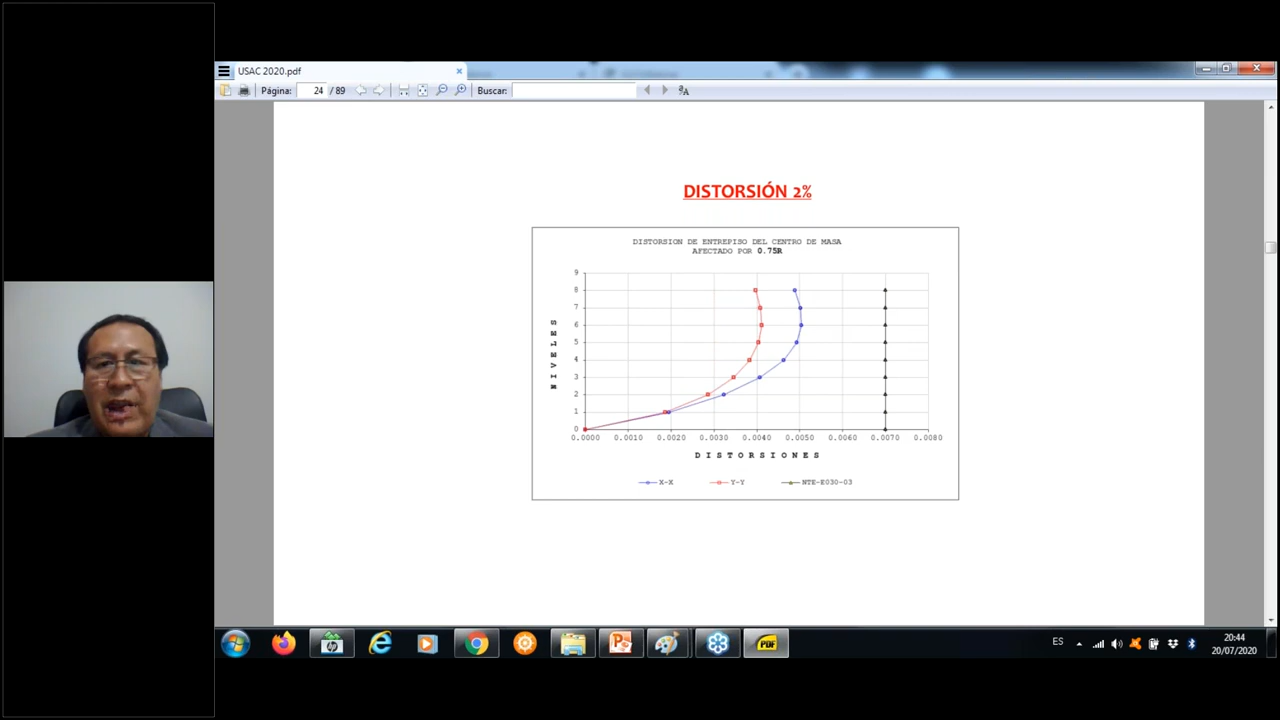 USAC 2020.pdf
Página: 24 / 89 Buscar:
DISTORSIÓN 2%
DISTORSION DE ENTREPISO DEL CENTRO DE MASA
AFECTADO POR 0.75R
9
8
7
6
5
4
3
2
1
0
NIVELES
0.0000 0.0010 0.0020 0.0030 0.0040 0.0050 0.0060 0.0070 0.0080
DISTORSIONES
X-X Y-Y NTE-E030-03
ES
20:44
20/07/2020